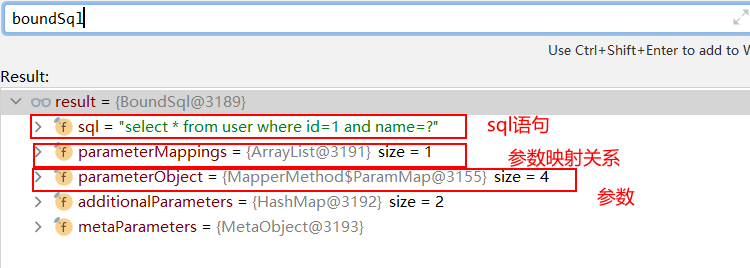 boundSql
Use Ctrl+Shift+Enter to add to W
Result:
result = {BoundSql@3189}
f sql = "select * from user where id=1 and name=?" sql语句
f parameterMappings = {ArrayList@3191} size = 1 参数映射关系
f parameterObject = {MapperMethod$ParamMap@3155} size = 4 参数
f additionalParameters = {HashMap@3192} size = 2
f metaParameters = {MetaObject@3193}